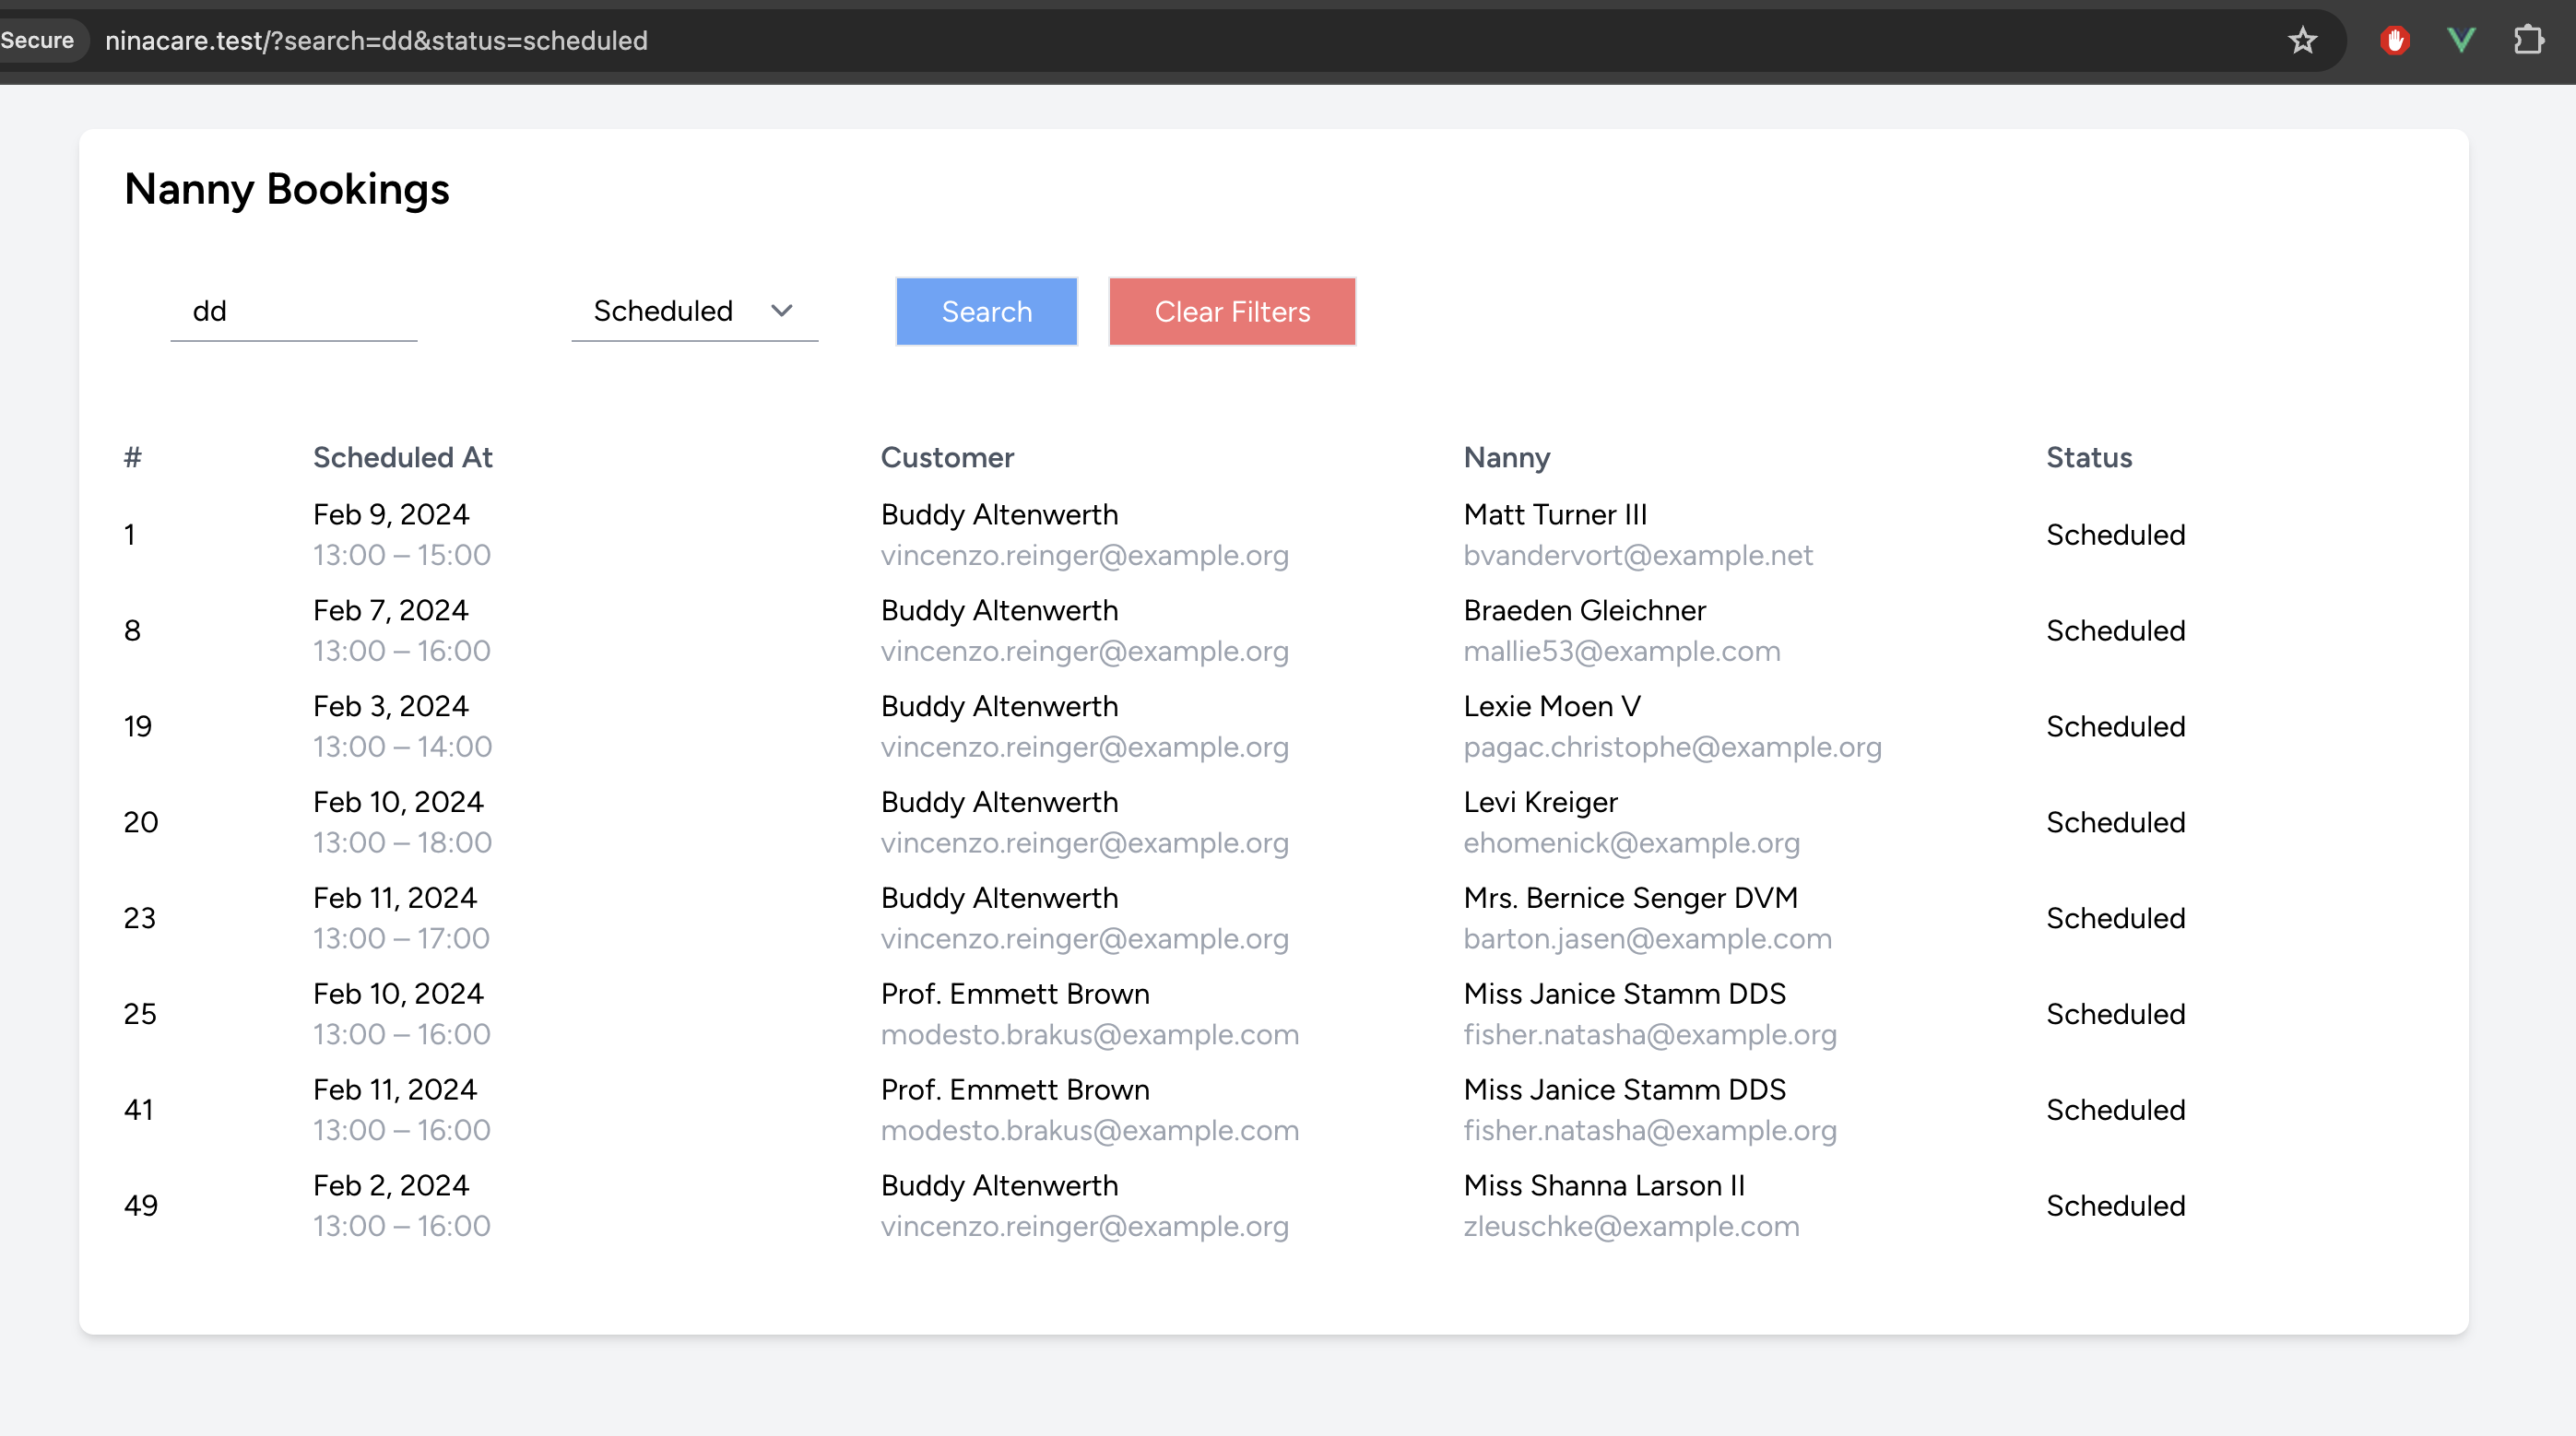 Secure ninacare.test/?search=dd&status=scheduled
Nanny Bookings
dd Scheduled Search Clear Filters
# Scheduled At Customer Nanny Status
1 Feb 9, 2024 Buddy Altenwerth Matt Turner III Scheduled
13:00 – 15:00 vincenzo.reinger@example.org bvandervort@example.net
8 Feb 7, 2024 Buddy Altenwerth Braeden Gleichner Scheduled
13:00 – 16:00 vincenzo.reinger@example.org mallie53@example.com
19 Feb 3, 2024 Buddy Altenwerth Lexie Moen V Scheduled
13:00 – 14:00 vincenzo.reinger@example.org pagac.christophe@example.org
20 Feb 10, 2024 Buddy Altenwerth Levi Kreiger Scheduled
13:00 – 18:00 vincenzo.reinger@example.org ehomenick@example.org
23 Feb 11, 2024 Buddy Altenwerth Mrs. Bernice Senger DVM Scheduled
13:00 – 17:00 vincenzo.reinger@example.org barton.jasen@example.com
25 Feb 10, 2024 Prof. Emmett Brown Miss Janice Stamm DDS Scheduled
13:00 – 16:00 modesto.brakus@example.com fisher.natasha@example.org
41 Feb 11, 2024 Prof. Emmett Brown Miss Janice Stamm DDS Scheduled
13:00 – 16:00 modesto.brakus@example.com fisher.natasha@example.org
49 Feb 2, 2024 Buddy Altenwerth Miss Shanna Larson II Scheduled
13:00 – 16:00 vincenzo.reinger@example.org zleuschke@example.com